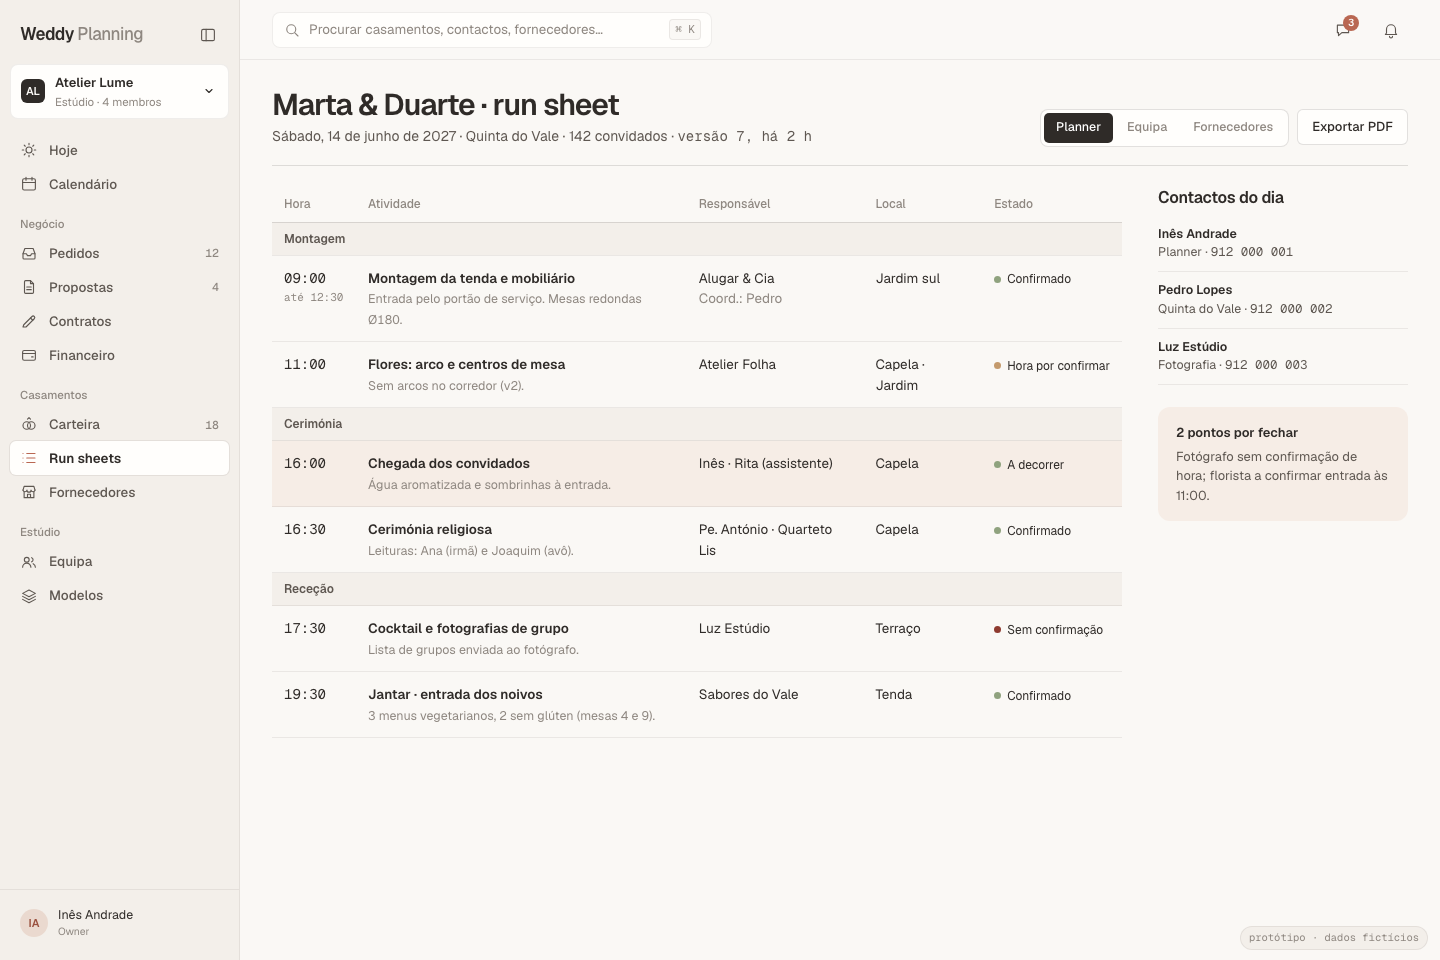 Weddy Planning
AL
Atelier Lume
Estúdio · 4 membros
Hoje
Calendário
Negócio
Pedidos 12
Propostas 4
Contratos
Financeiro
Casamentos
Carteira 18
Run sheets
Fornecedores
Estúdio
Equipa
Modelos
IA
Inês Andrade
Owner
Procurar casamentos, contactos, fornecedores... ⌘ K
3
Marta & Duarte · run sheet
Sábado, 14 de junho de 2027 · Quinta do Vale · 142 convidados · versão 7, há 2 h
Planner Equipa Fornecedores
Exportar PDF
Hora Atividade Responsável Local Estado
Montagem
09:00 Montagem da tenda e mobiliário Alugar & Cia Jardim sul Confirmado
até 12:30 Entrada pelo portão de serviço. Mesas redondas Coord.: Pedro
Ø180.
11:00 Flores: arco e centros de mesa Atelier Folha Capela · Hora por confirmar
Sem arcos no corredor (v2). Jardim
Cerimónia
16:00 Chegada dos convidados Inês · Rita (assistente) Capela A decorrer
Água aromatizada e sombrinhas à entrada.
16:30 Cerimónia religiosa Pe. António · Quarteto Capela Confirmado
Leituras: Ana (irmã) e Joaquim (avô). Lis
Receção
17:30 Cocktail e fotografias de grupo Luz Estúdio Terraço Sem confirmação
Lista de grupos enviada ao fotógrafo.
19:30 Jantar · entrada dos noivos Sabores do Vale Tenda Confirmado
3 menus vegetarianos, 2 sem glúten (mesas 4 e 9).
Contactos do dia
Inês Andrade
Planner · 912 000 001
Pedro Lopes
Quinta do Vale · 912 000 002
Luz Estúdio
Fotografia · 912 000 003
2 pontos por fechar
Fotógrafo sem confirmação de
hora; florista a confirmar entrada às
11:00.
protótipo · dados fictícios